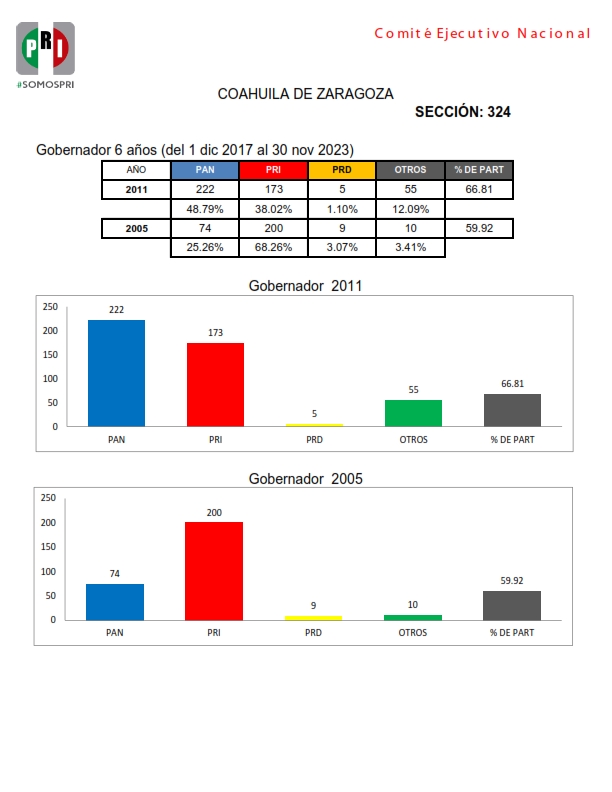 Comité Ejecutivo Nacional
PRI
#SOMOSPRI
COAHUILA DE ZARAGOZA
SECCIÓN: 324
Gobernador 6 años (del 1 dic 2017 al 30 nov 2023)
AÑO PAN PRI PRD OTROS % DE PART
2011 222 173 5 55 66.81
48.79% 38.02% 1.10% 12.09%
2005 74 200 9 10 59.92
25.26% 68.26% 3.07% 3.41%
Gobernador 2011
250
200
150
100
50
0
222
173
5
55
66.81
PAN PRI PRD OTROS % DE PART
Gobernador 2005
250
200
150
100
50
0
74
200
9
10
59.92
PAN PRI PRD OTROS % DE PART